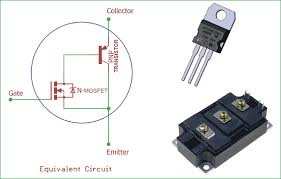 Collector
PNP
TRANSISTOR
Gate
N-MOSFET
Emitter
Equivalent Circuit